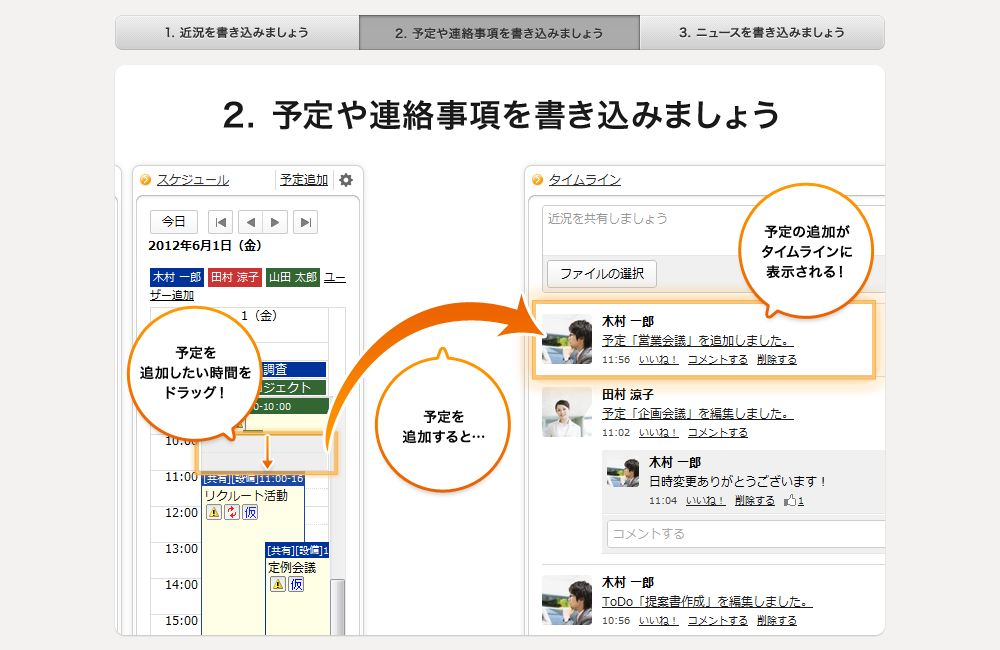 1. 近況を書き込みましょう
2. 予定や連絡事項を書き込みましょう
3. ニュースを書き込みましょう
2. 予定や連絡事項を書き込みましょう
スケジュール
予定追加
今日
2012年6月1日（金）
木村 一郎 田村 涼子 山田 太郎 ユー
ザー追加
1（金）
予定を
追加したい時間を
ドラッグ！
調査
ジェクト
0-10:00
10:00
11:00
[共有][設備]11:00-16
リクルート活動
仮
12:00
13:00
[共有][設備]1
定例会議
仮
14:00
15:00
予定を
追加すると…
タイムライン
近況を共有しましょう
ファイルの選択
予定の追加が
タイムラインに
表示される！
木村 一郎
予定「営業会議」を追加しました。
11:56 いいね！ コメントする 削除する
田村 涼子
予定「企画会議」を編集しました。
11:02 いいね！ コメントする
木村 一郎
日時変更ありがとうございます！
11:04 いいね！ 削除する 1
コメントする
木村 一郎
ToDo「提案書作成」を編集しました。
10:56 いいね！ コメントする 削除する